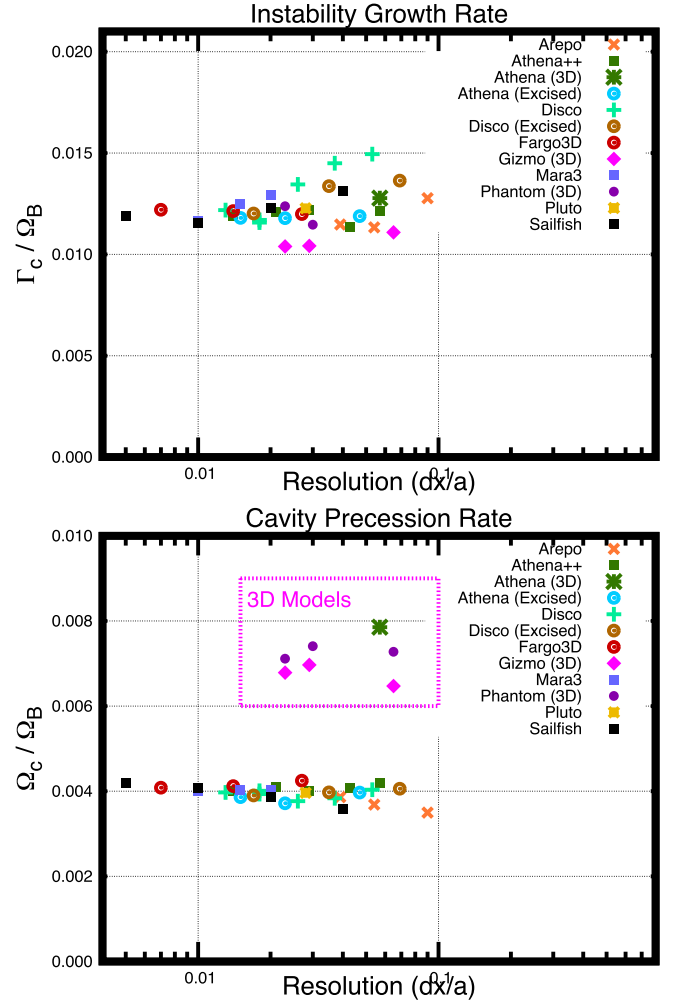 Instability Growth Rate
0.020
0.015
0.010
0.005
0.000
Γc / ΩB
Arepo
Athena++
Athena (3D)
Athena (Excised)
Disco
Disco (Excised)
Fargo3D
Gizmo (3D)
Mara3
Phantom (3D)
Pluto
Sailfish
0.01
0.1
Resolution (dx/a)
Cavity Precession Rate
0.010
0.008
0.006
0.004
0.002
0.000
Ωc / ΩB
3D Models
Arepo
Athena++
Athena (3D)
Athena (Excised)
Disco
Disco (Excised)
Fargo3D
Gizmo (3D)
Mara3
Phantom (3D)
Pluto
Sailfish
0.01
0.1
Resolution (dx/a)